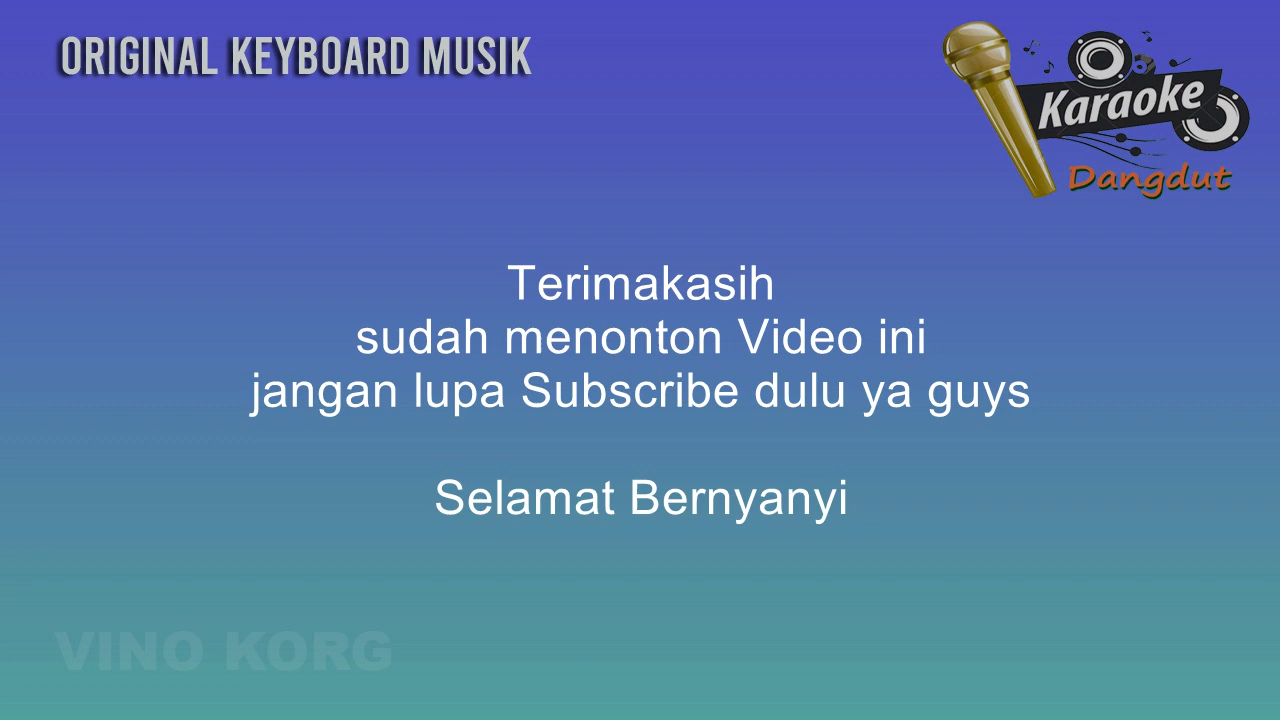 ORIGINAL KEYBOARD MUSIK
Karaoke
Dangdut
Terimakasih
sudah menonton Video ini
jangan lupa Subscribe dulu ya guys
Selamat Bernyanyi
VINO KORG